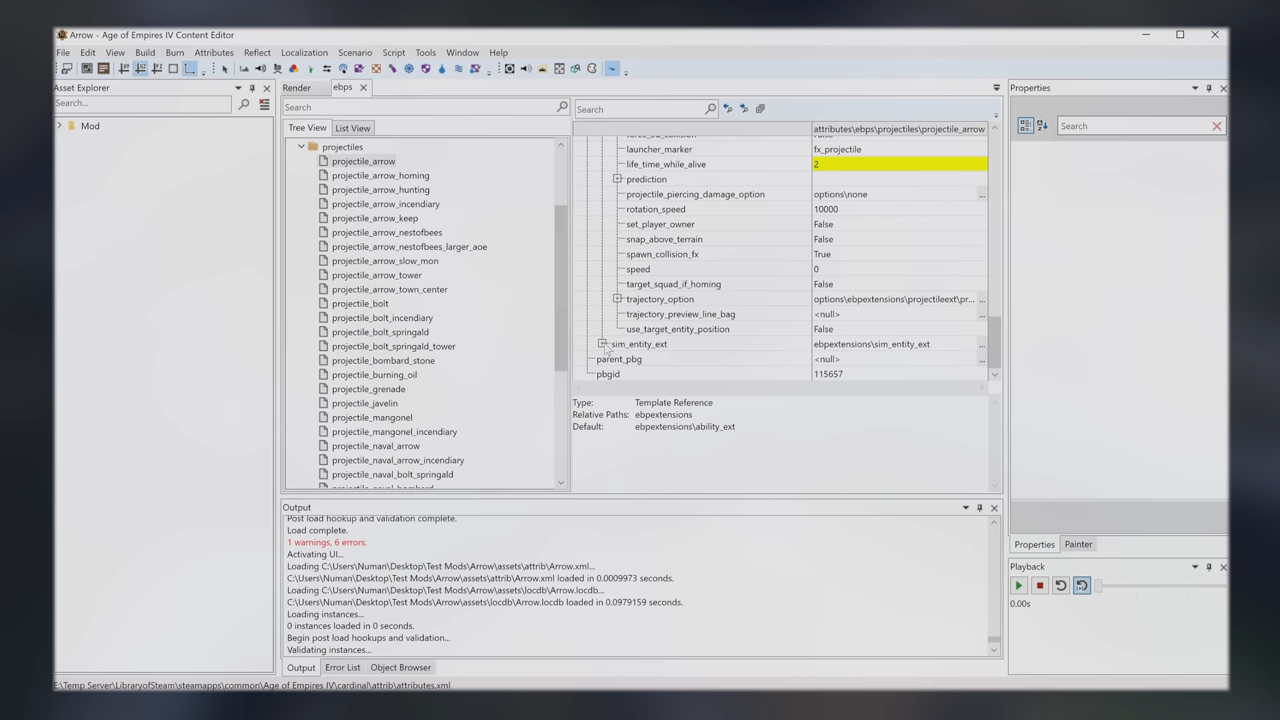 Arrow - Age of Empires IV Content Editor
File Edit View Build Burn Attributes Reflect Localization Scenario Script Tools Window Help
Asset Explorer
Search...
Mod
Render ebps
Search
Tree View List View
projectiles
projectile_arrow
projectile_arrow_homing
projectile_arrow_hunting
projectile_arrow_incendiary
projectile_arrow_keep
projectile_arrow_nestofbees
projectile_arrow_nestofbees_larger_aoe
projectile_arrow_slow_mon
projectile_arrow_tower
projectile_arrow_town_center
projectile_bolt
projectile_bolt_incendiary
projectile_bolt_springald
projectile_bolt_springald_tower
projectile_bombard_stone
projectile_burning_oil
projectile_grenade
projectile_javelin
projectile_mangonel
projectile_mangonel_incendiary
projectile_naval_arrow
projectile_naval_arrow_incendiary
projectile_naval_bolt_springald
Search
attributes\ebps\projectiles\projectile_arrow
launcher_marker fx_projectile
life_time_while_alive 2
prediction
projectile_piercing_damage_option options\none ...
rotation_speed 10000
set_player_owner False
snap_above_terrain False
spawn_collision_fx True
speed 0
target_squad_if_homing False
trajectory_option options\ebpextensions\projectileext\pr... ...
trajectory_preview_line_bag <null> ...
use_target_entity_position False
sim_entity_ext ebpextensions\sim_entity_ext ...
parent_pbg <null> ...
pbgid 115657
Type: Template Reference
Relative Paths: ebpextensions
Default: ebpextensions\ability_ext
Output
Post load hookup and validation complete.
Load complete.
1 warnings, 6 errors.
Activating UI...
Loading C:\Users\Numan\Desktop\Test Mods\Arrow\assets\attrib\Arrow.xml...
C:\Users\Numan\Desktop\Test Mods\Arrow\assets\attrib\Arrow.xml loaded in 0.0009973 seconds.
Loading C:\Users\Numan\Desktop\Test Mods\Arrow\assets\locdb\Arrow.locdb...
C:\Users\Numan\Desktop\Test Mods\Arrow\assets\locdb\Arrow.locdb loaded in 0.0979159 seconds.
Loading instances...
0 instances loaded in 0 seconds.
Begin post load hookups and validation...
Validating instances...
Output Error List Object Browser
Properties
Search
Properties Painter
Playback
0.00s
E:\Temp Server\LibraryofSteam\steamapps\common\Age of Empires IV\cardinal\attrib\attributes.xml